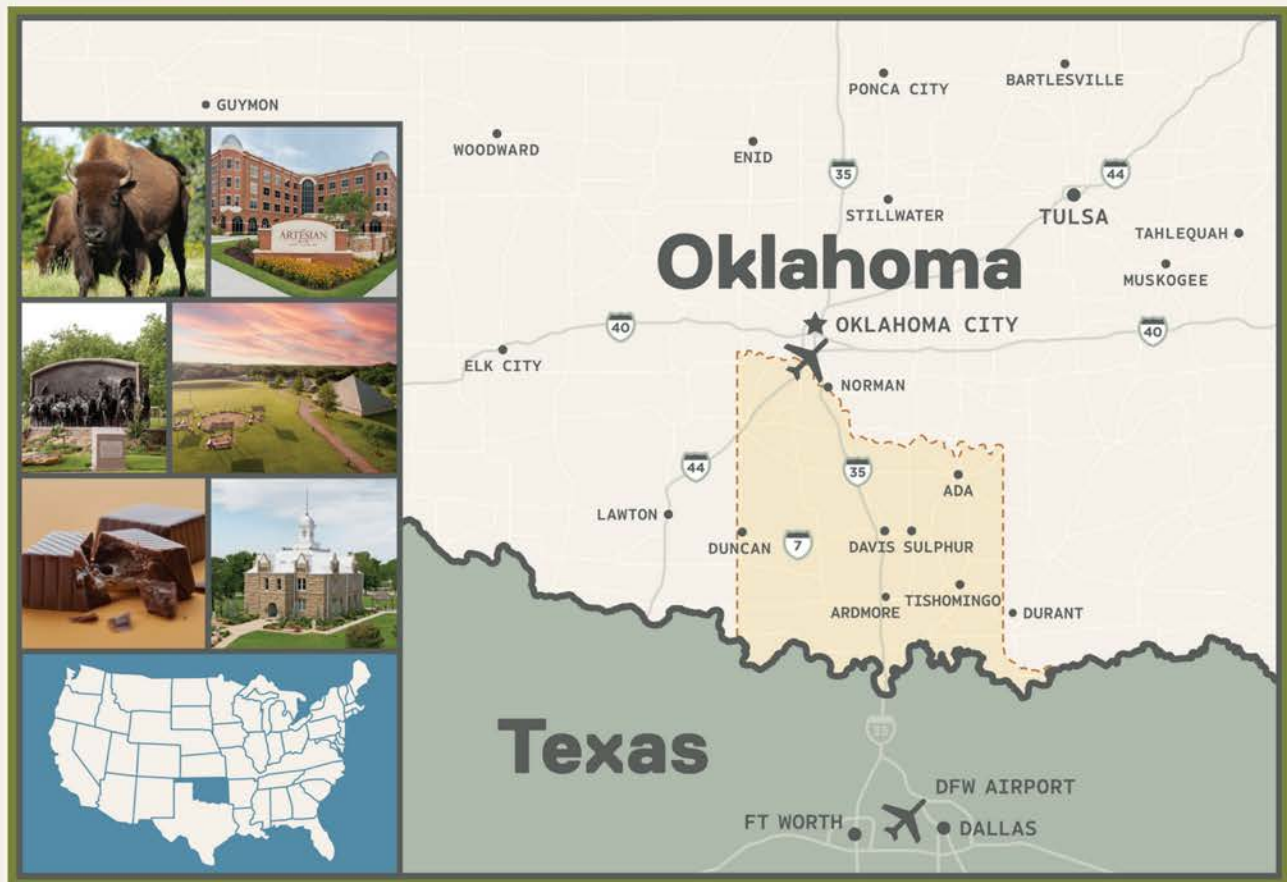 PONCA CITY
BARTLESVILLE
GUYMON
WOODWARD
ENID
35
44
STILLWATER
TULSA
TAHLEQUAH
MUSKOGEE
Oklahoma
ARTESIAN
40
OKLAHOMA CITY
40
ELK CITY
NORMAN
44
35
ADA
LAWTON
DUNCAN
7
DAVIS
SULPHUR
ARDMORE
TISHOMINGO
DURANT
Texas
35
DFW AIRPORT
FT WORTH
DALLAS